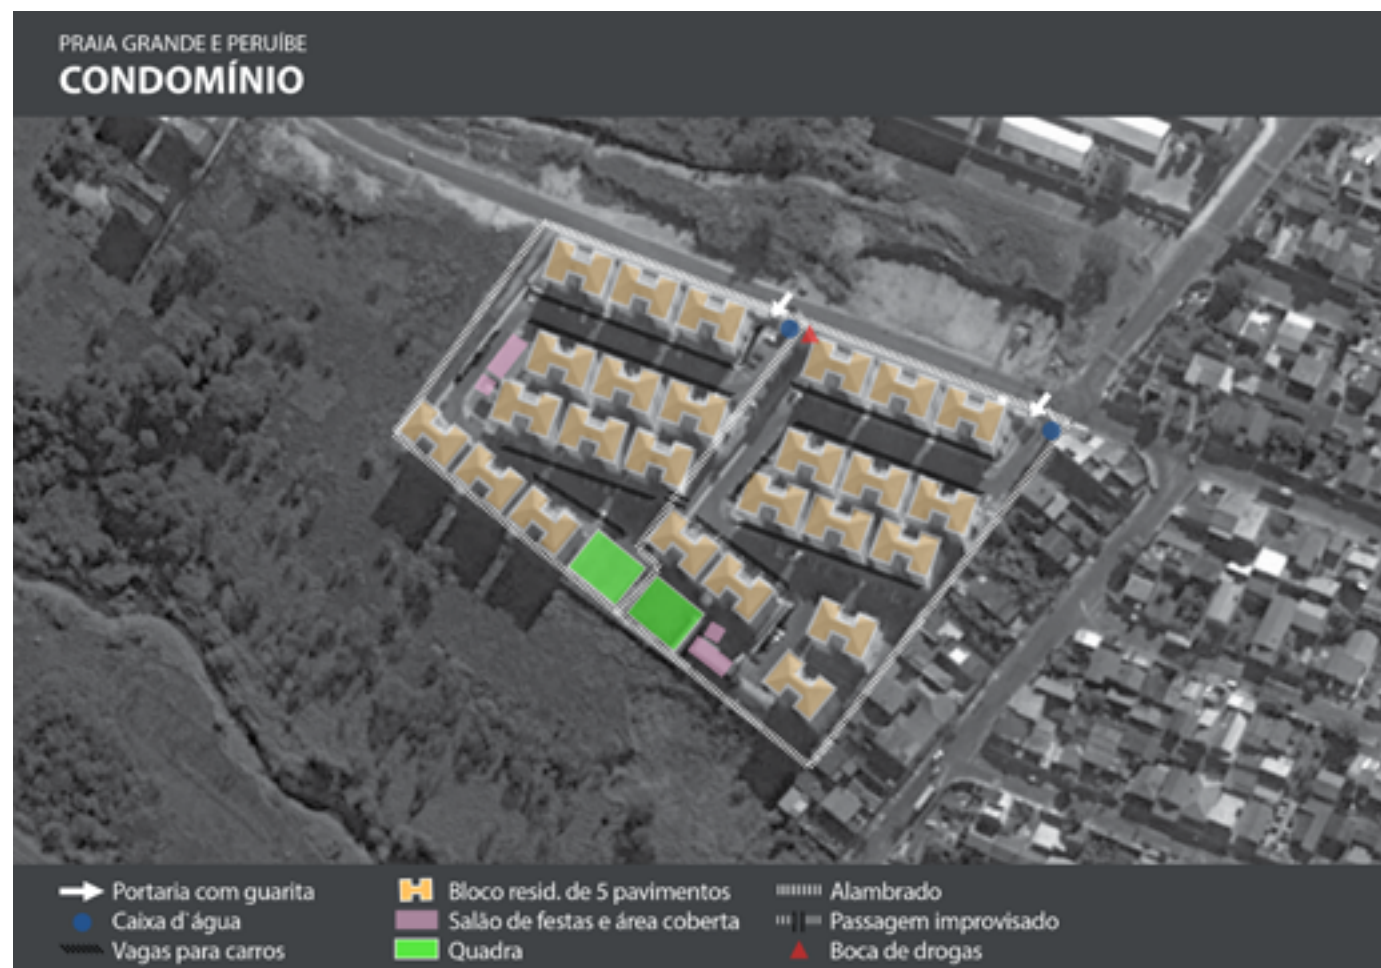 PRAIA GRANDE E PERUÍBE
CONDOMÍNIO
Portaria com guarita
Caixa d`água
Vagas para carros
Bloco resid. de 5 pavimentos
Salão de festas e área coberta
Quadra
Alambrado
Passagem improvisado
Boca de drogas